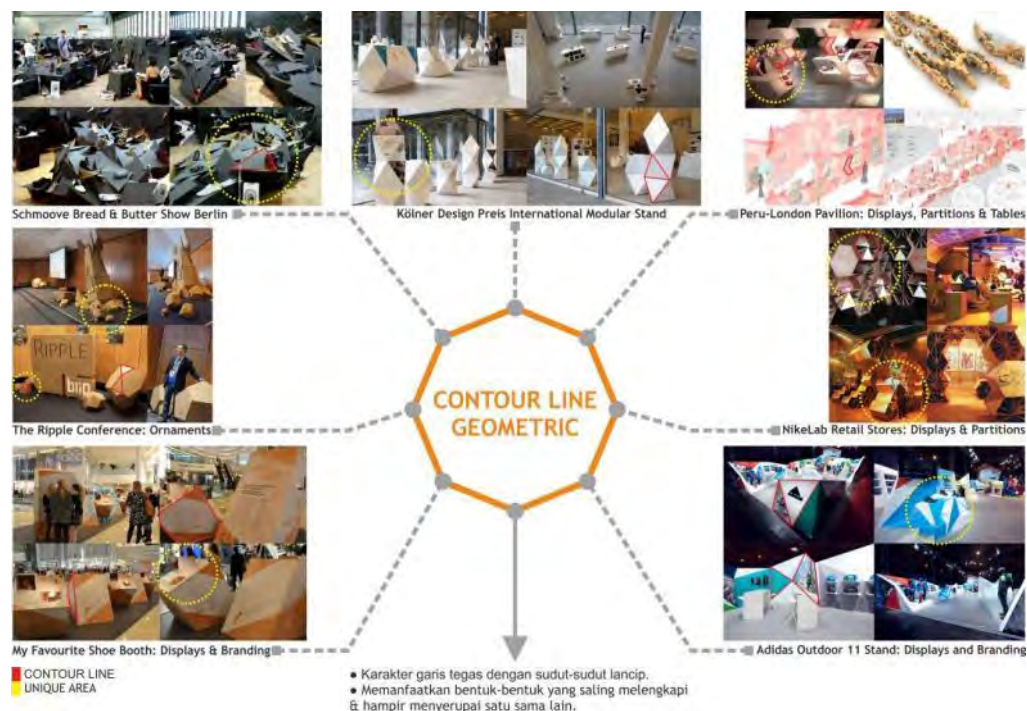 Schmoove Bread & Butter Show Berlin
Kölner Design Preis International Modular Stand
Peru-London Pavilion: Displays, Partitions & Tables
RIPPLE
The Ripple Conference: Ornaments
CONTOUR LINE
GEOMETRIC
NikeLab Retail Stores: Displays & Partitions
My Favourite Shoe Booth: Displays & Branding
Adidas Outdoor 11 Stand: Displays and Branding
CONTOUR LINE
UNIQUE AREA
● Karakter garis tegas dengan sudut-sudut lancip.
● Memanfaatkan bentuk-bentuk yang saling melengkapi
& hampir menyerupai satu sama lain.